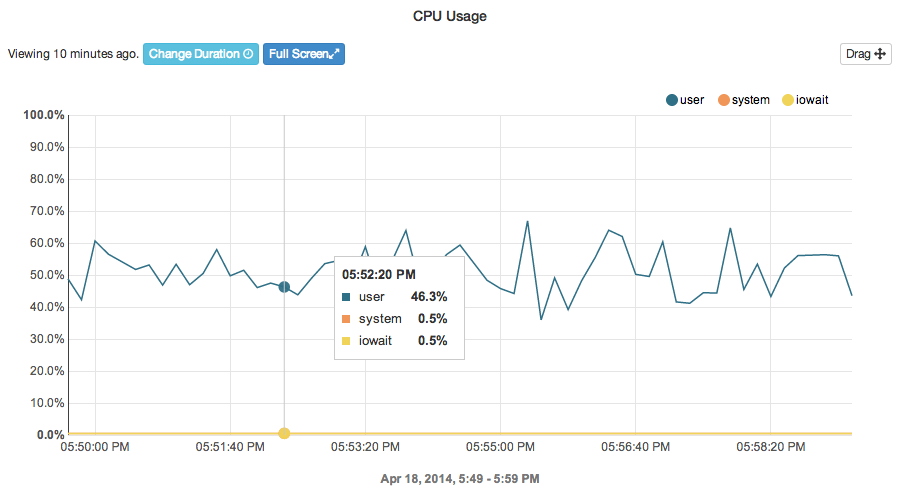 CPU Usage
Viewing 10 minutes ago. Change Duration Full Screen Drag
user system iowait
100.0%
90.0%
80.0%
70.0%
60.0%
50.0%
40.0%
30.0%
20.0%
10.0%
0.0%
05:52:20 PM
user 46.3%
system 0.5%
iowait 0.5%
05:50:00 PM 05:51:40 PM 05:53:20 PM 05:55:00 PM 05:56:40 PM 05:58:20 PM
Apr 18, 2014, 5:49 - 5:59 PM